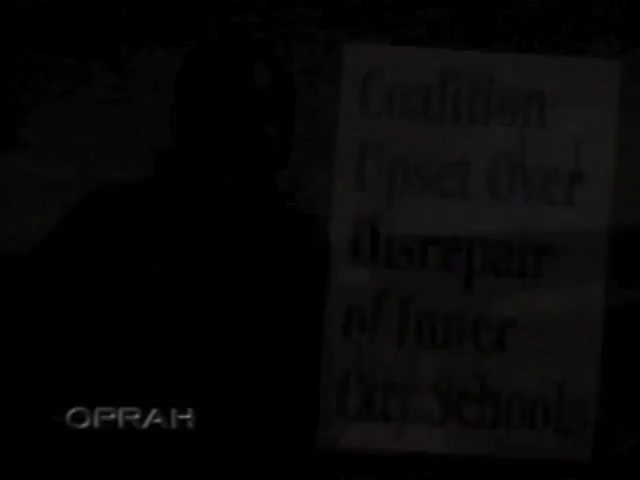 Coalition
Upset Over
Disrepair
of Inner
City Schools
OPRAH